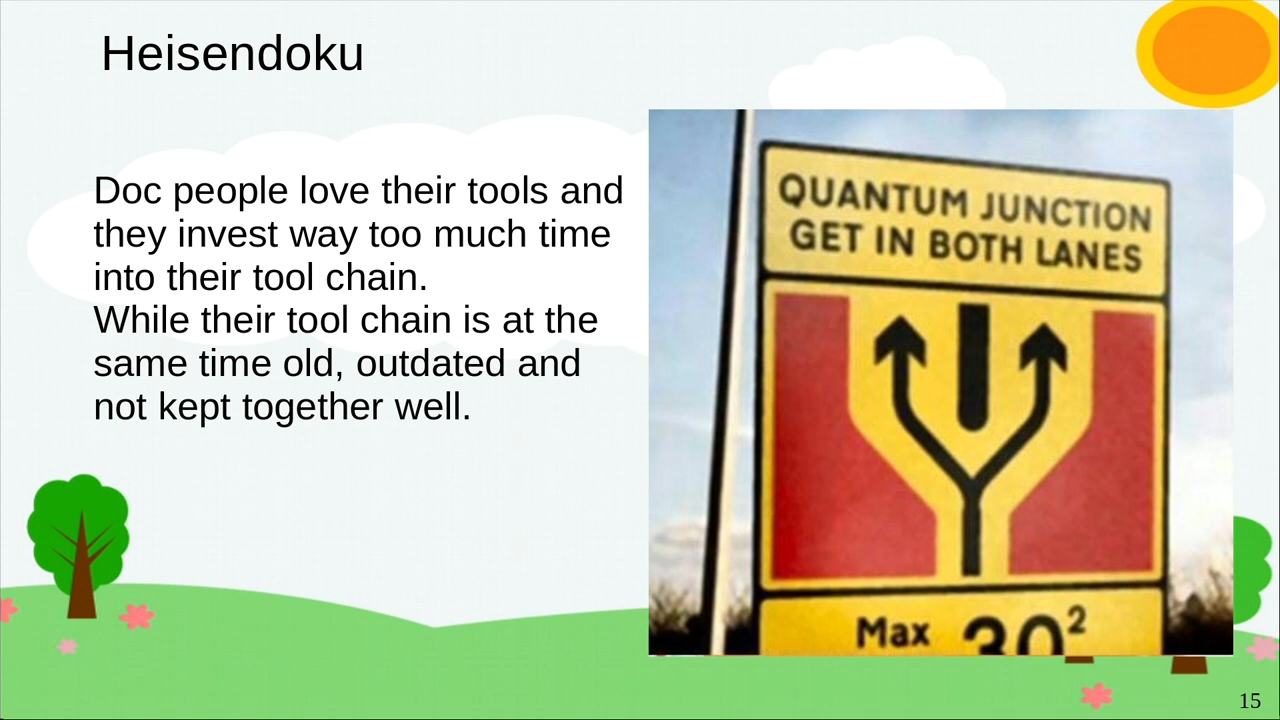 Heisendoku
Doc people love their tools and
they invest way too much time
into their tool chain.
While their tool chain is at the
same time old, outdated and
not kept together well.
QUANTUM JUNCTION
GET IN BOTH LANES
Max 30²
15